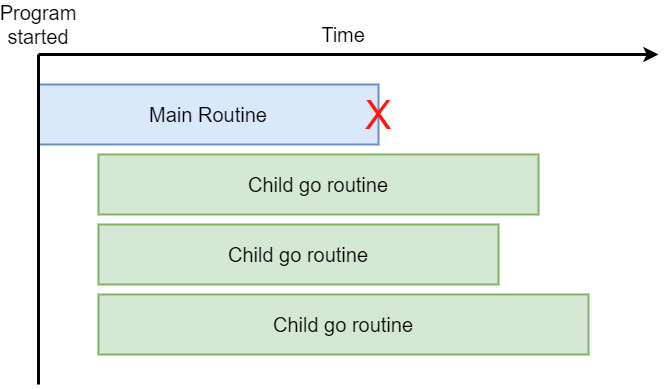 Program
started
Time
Main Routine
X
Child go routine
Child go routine
Child go routine